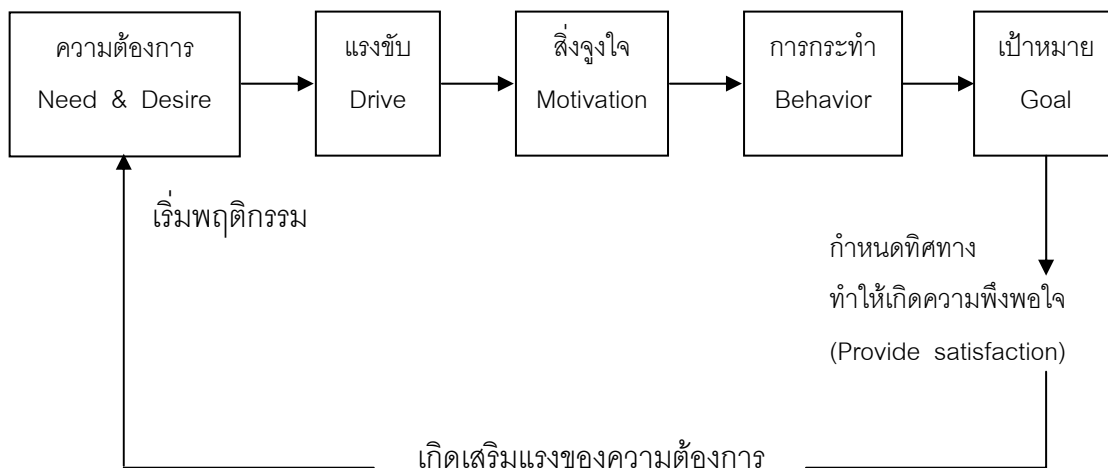 ความต้องการ
Need & Desire
แรงขับ
Drive
สิ่งจูงใจ
Motivation
การกระทำ
Behavior
เป้าหมาย
Goal
เริ่มพฤติกรรม
กำหนดทิศทาง
ทำให้เกิดความพึงพอใจ
(Provide satisfaction)
เกิดเสริมแรงของความต้องการ